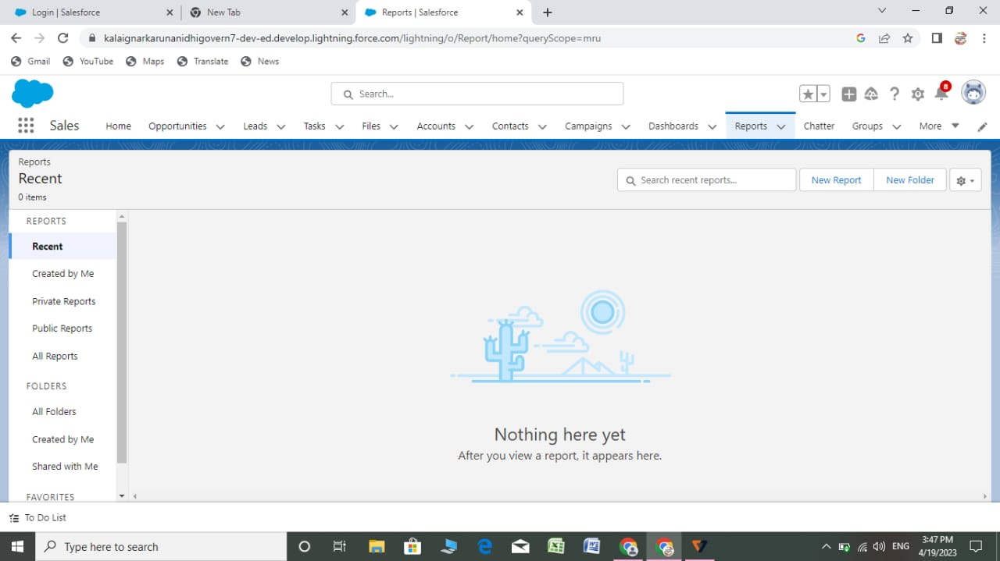 Login | Salesforce
New Tab
Reports | Salesforce
kalaignarkarunanidhigovern7-dev-ed.develop.lightning.force.com/lightning/o/Report/home?queryScope=mru
Gmail YouTube Maps Translate News
Search...
8
Sales Home Opportunities Leads Tasks Files Accounts Contacts Campaigns Dashboards Reports Chatter Groups More
Reports
Recent
0 items
Search recent reports...
New Report
New Folder
REPORTS
Recent
Created by Me
Private Reports
Public Reports
All Reports
FOLDERS
All Folders
Created by Me
Shared with Me
FAVORITES
Nothing here yet
After you view a report, it appears here.
To Do List
Type here to search
ENG
3:47 PM
4/19/2023